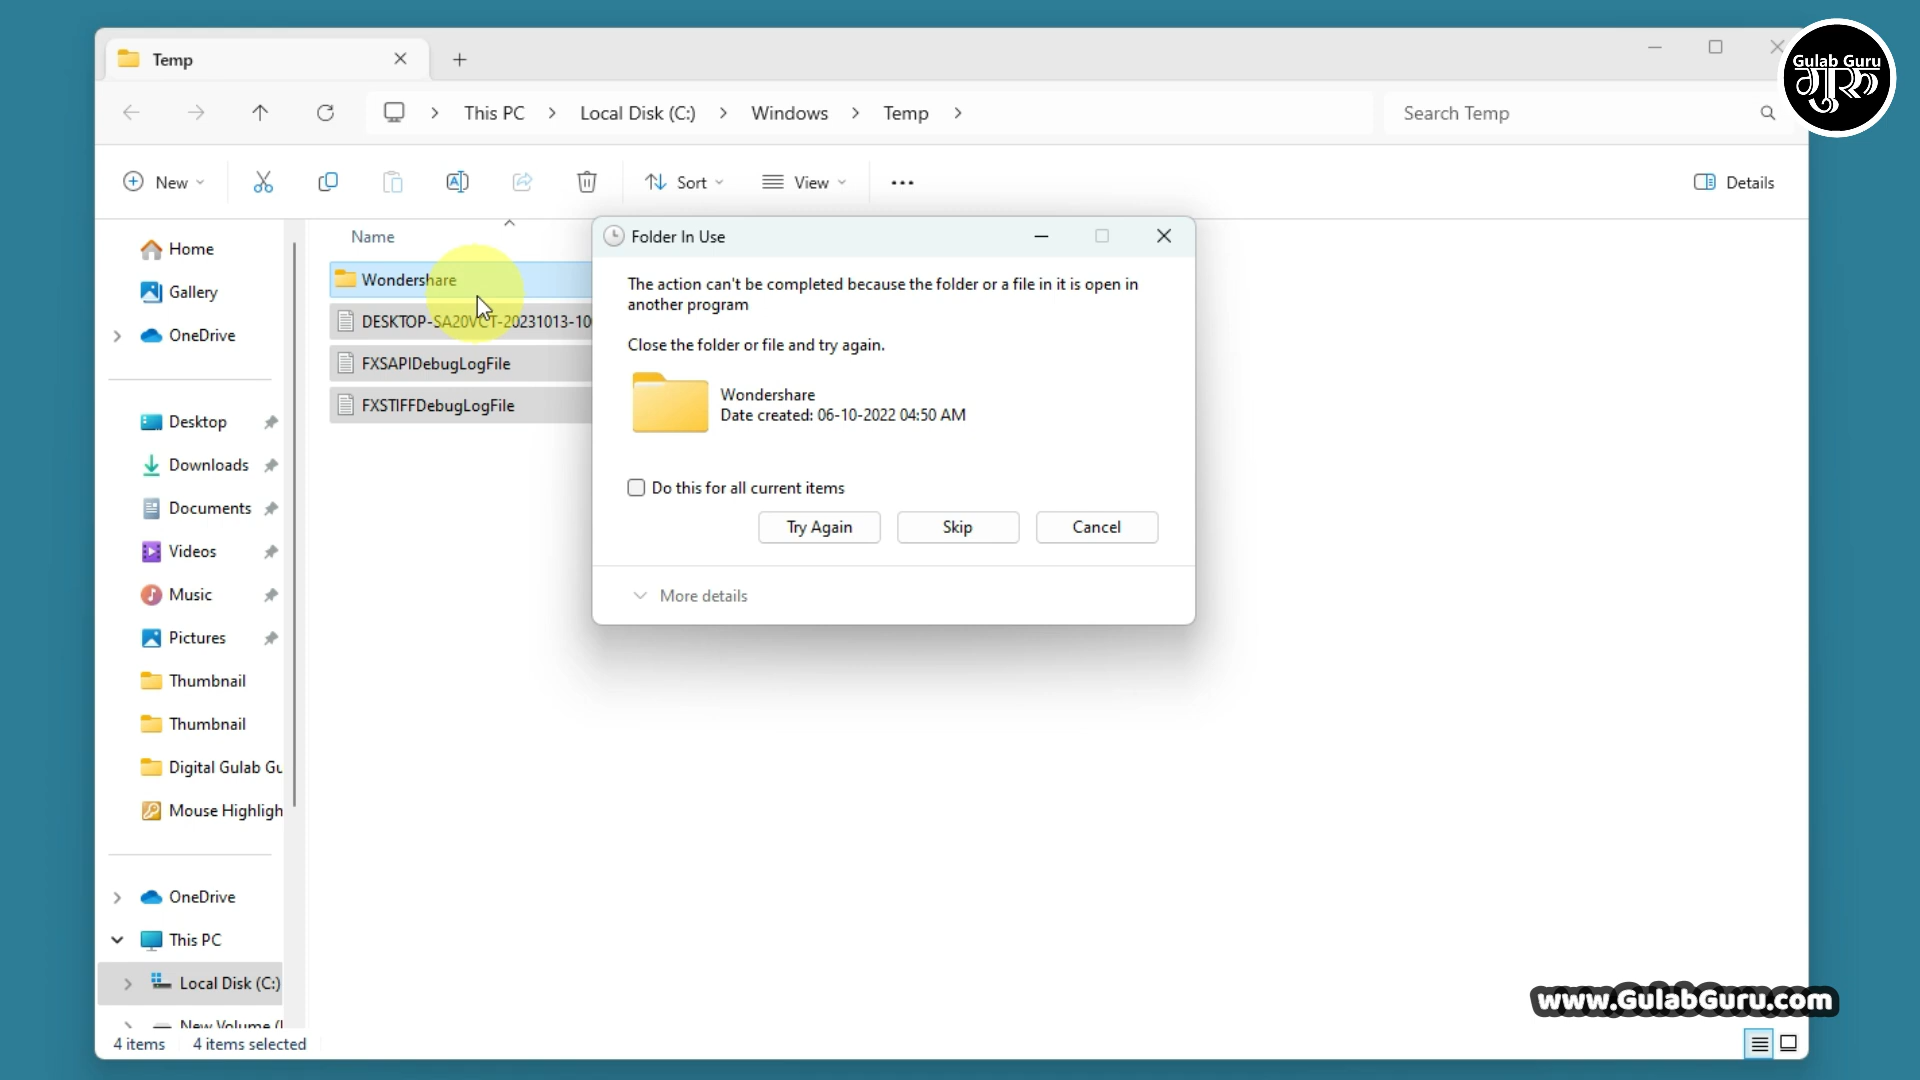 Temp
Gulab Guru
गुरु
This PC
Local Disk (C:)
Windows
Temp
Search Temp
New
Sort
View
Details
Home
Gallery
OneDrive
Desktop
Downloads
Documents
Videos
Music
Pictures
Thumbnail
Thumbnail
Digital Gulab Gu
Mouse Highligh
OneDrive
This PC
Local Disk (C:)
New Volume (
Name
Wondershare
DESKTOP-SA20VCT-20231013-10
FXSAPIDebugLogFile
FXSTIFFDebugLogFile
Folder In Use
The action can't be completed because the folder or a file in it is open in
another program
Close the folder or file and try again.
Wondershare
Date created: 06-10-2022 04:50 AM
Do this for all current items
Try Again
Skip
Cancel
More details
www.GulabGuru.com
4 items
4 items selected